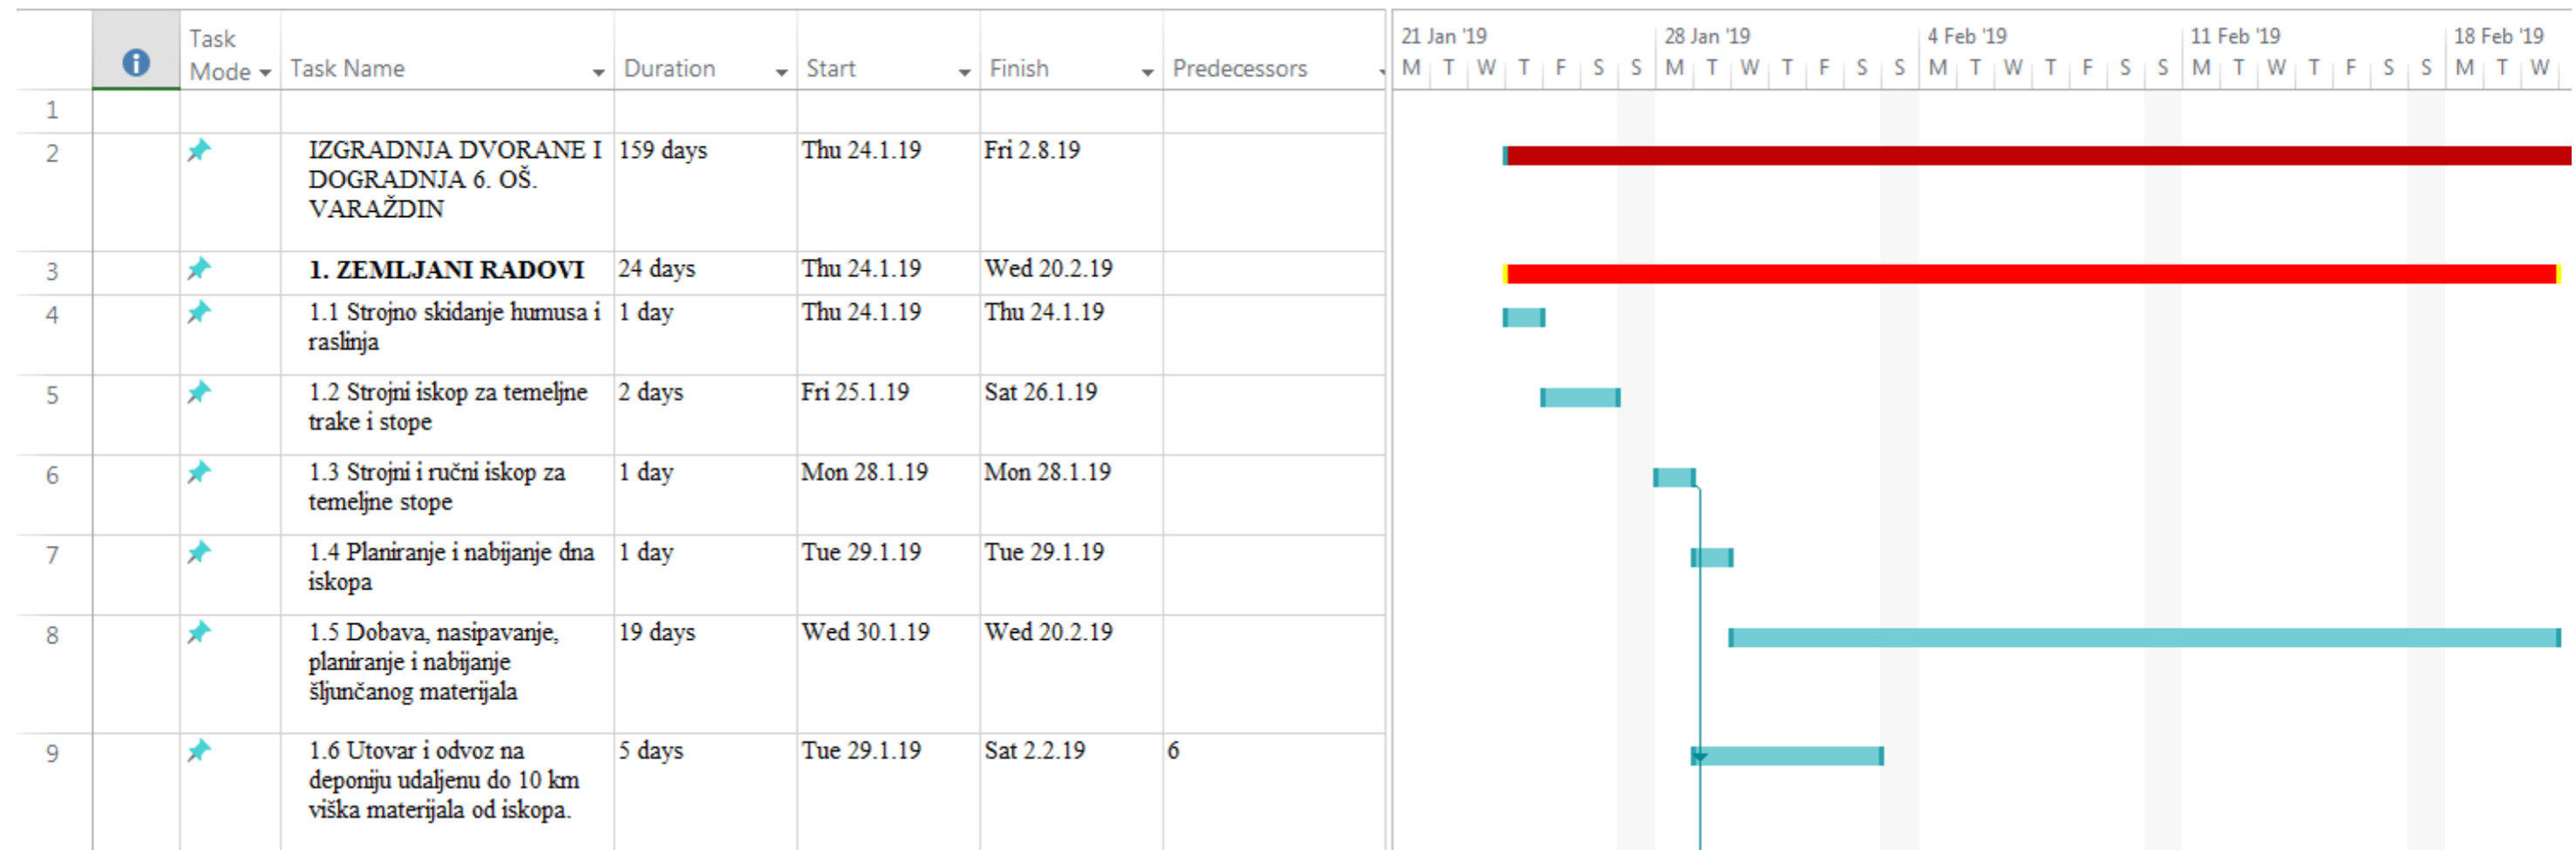 Task Mode Task Name Duration Start Finish Predecessors
21 Jan '19 28 Jan '19 4 Feb '19 11 Feb '19 18 Feb '19
M T W T F S S M T W T F S S M T W T F S S M T W T F S S M T W
1
2 IZGRADNJA DVORANE I 159 days Thu 24.1.19 Fri 2.8.19
DOGRADNJA 6. OŠ.
VARAŽDIN
3 1. ZEMLJANI RADOVI 24 days Thu 24.1.19 Wed 20.2.19
4 1.1 Strojno skidanje humusa i 1 day Thu 24.1.19 Thu 24.1.19
raslinja
5 1.2 Strojni iskop za temeljne 2 days Fri 25.1.19 Sat 26.1.19
trake i stope
6 1.3 Strojni i ručni iskop za 1 day Mon 28.1.19 Mon 28.1.19
temeljne stope
7 1.4 Planiranje i nabijanje dna 1 day Tue 29.1.19 Tue 29.1.19
iskopa
8 1.5 Dobava, nasipavanje, 19 days Wed 30.1.19 Wed 20.2.19
planiranje i nabijanje
šljunčanog materijala
9 1.6 Utovar i odvoz na 5 days Tue 29.1.19 Sat 2.2.19 6
deponiju udaljenu do 10 km
viška materijala od iskopa.